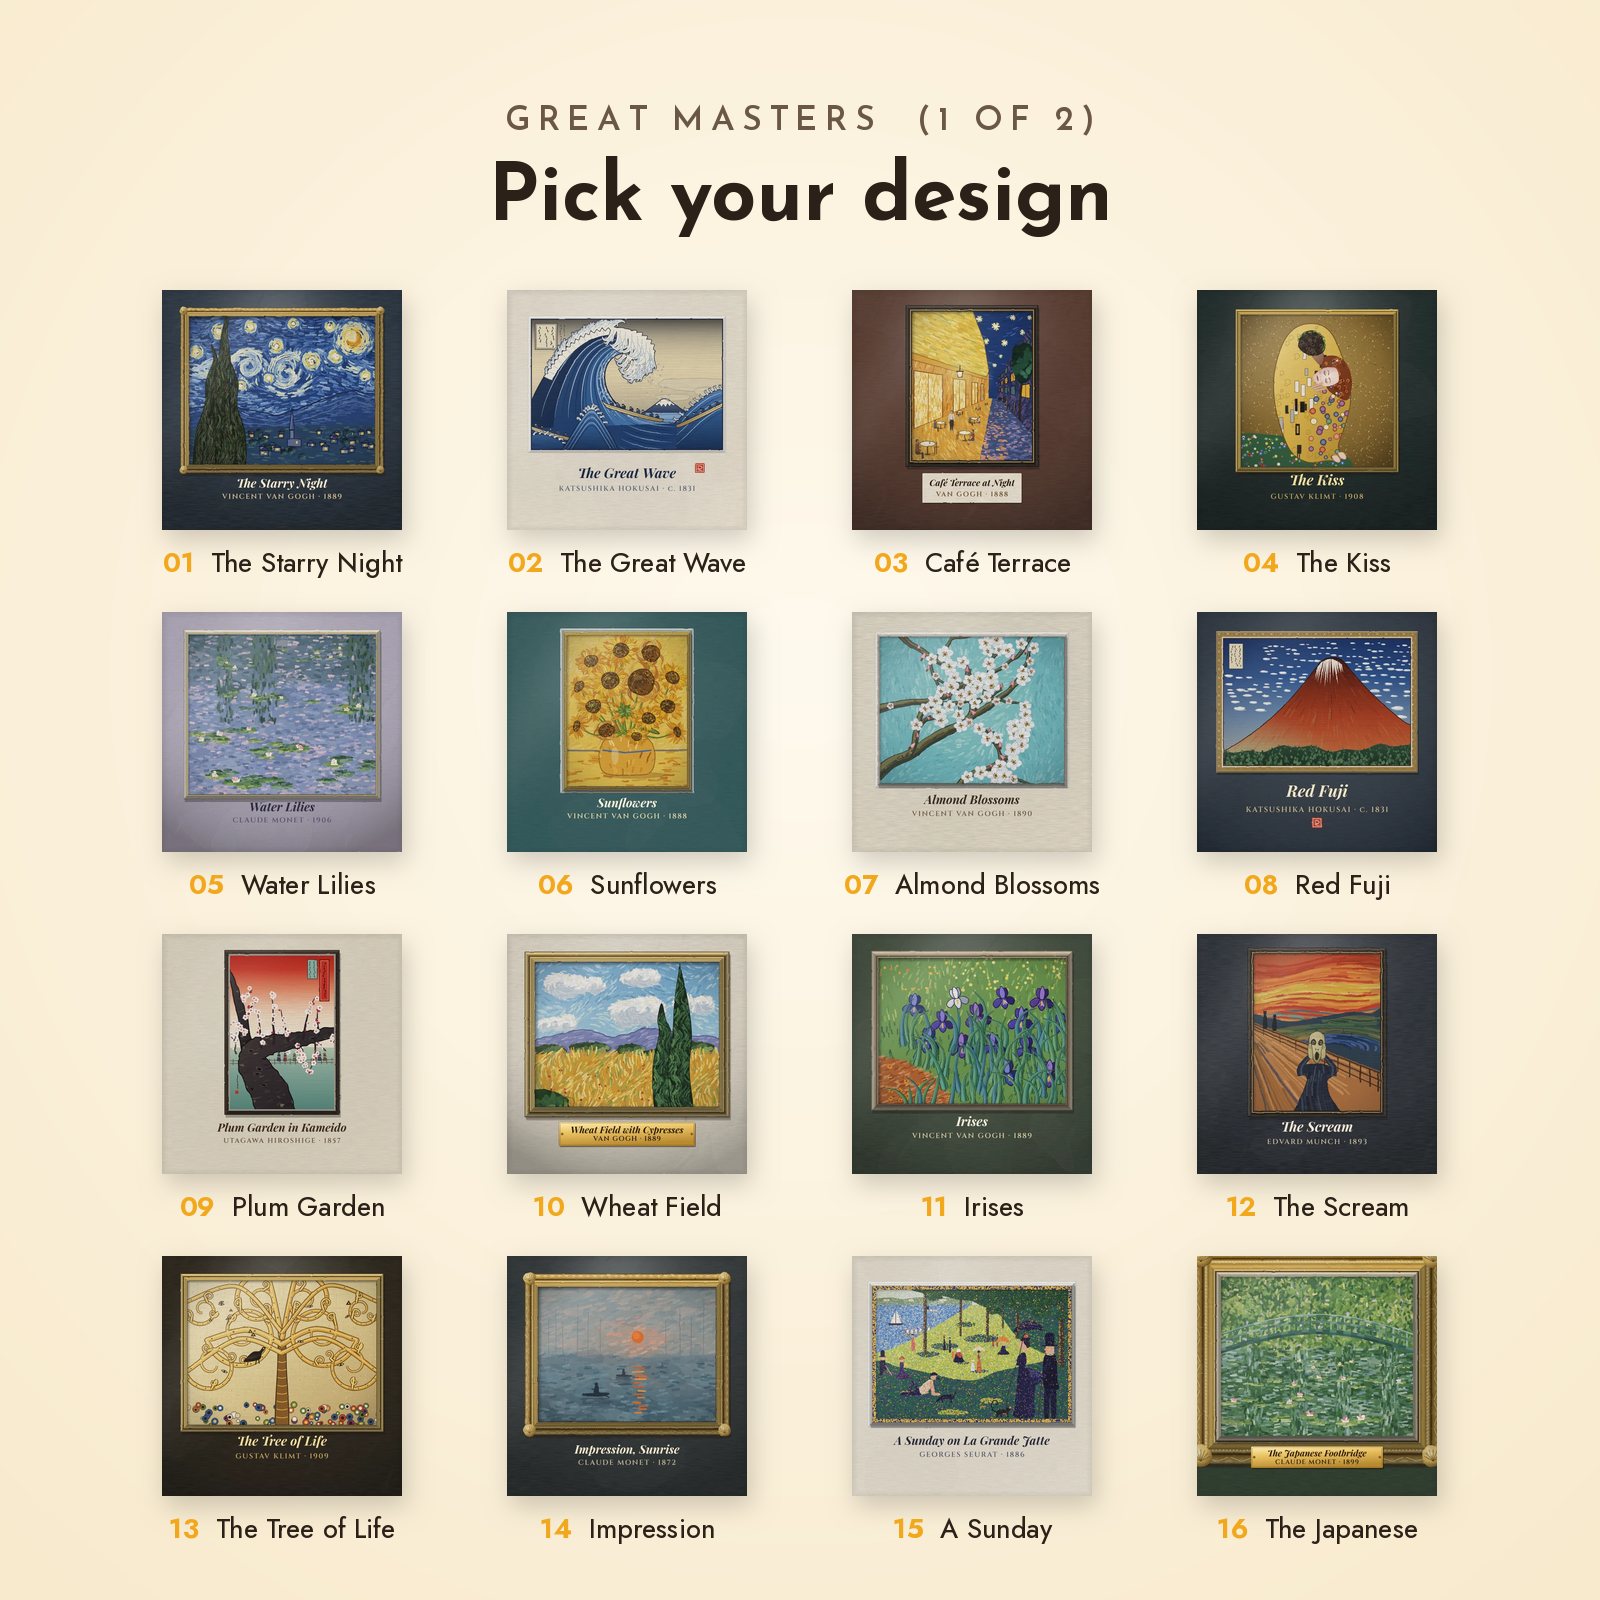 GREAT MASTERS (1 OF 2)
Pick your design
The Starry Night
VINCENT VAN GOGH · 1889
01 The Starry Night
The Great Wave
KATSUSHIKA HOKUSAI · C. 1831
02 The Great Wave
Café Terrace at Night
VAN GOGH · 1888
03 Café Terrace
The Kiss
GUSTAV KLIMT · 1908
04 The Kiss
Water Lilies
CLAUDE MONET · 1906
05 Water Lilies
Sunflowers
VINCENT VAN GOGH · 1888
06 Sunflowers
Almond Blossoms
VINCENT VAN GOGH · 1890
07 Almond Blossoms
Red Fuji
KATSUSHIKA HOKUSAI · C. 1831
08 Red Fuji
Plum Garden in Kameido
UTAGAWA HIROSHIGE · 1857
09 Plum Garden
Wheat Field with Cypresses
VAN GOGH · 1889
10 Wheat Field
Irises
VINCENT VAN GOGH · 1889
11 Irises
The Scream
EDVARD MUNCH · 1893
12 The Scream
The Tree of Life
GUSTAV KLIMT · 1909
13 The Tree of Life
Impression, Sunrise
CLAUDE MONET · 1872
14 Impression
A Sunday on La Grande Jatte
GEORGES SEURAT · 1886
15 A Sunday
The Japanese Footbridge
CLAUDE MONET · 1899
16 The Japanese